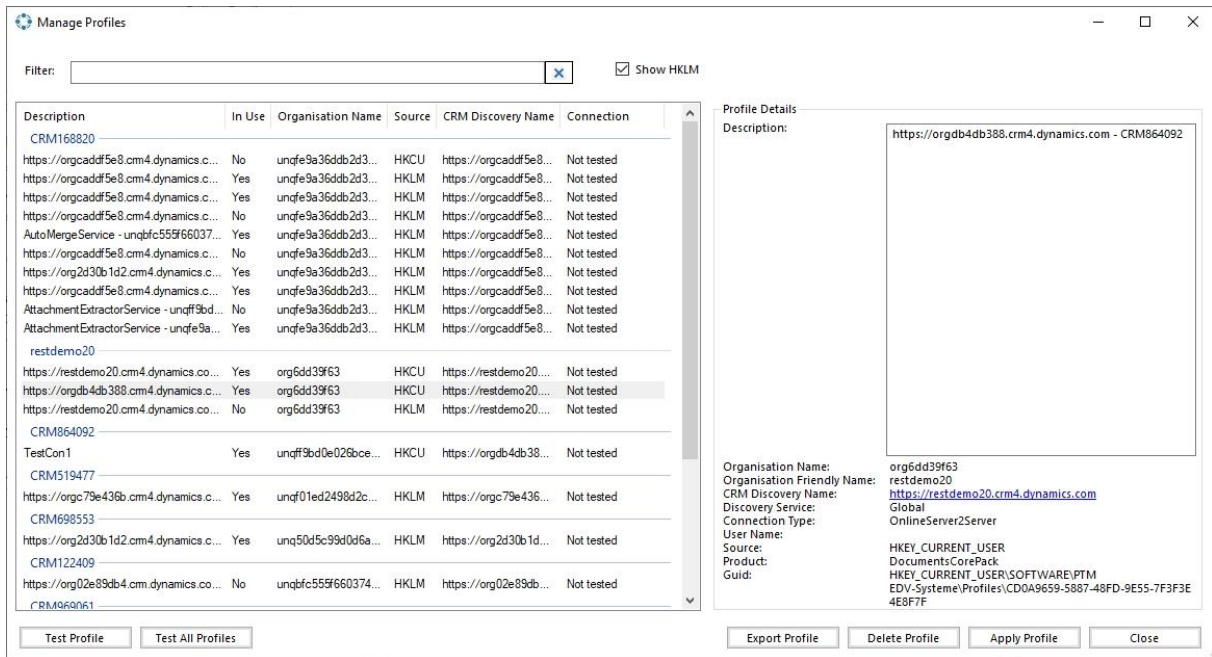 Manage Profiles
Filter:
Show HKLM
Description In Use Organisation Name Source CRM Discovery Name Connection
CRM168820
https://orgcaddf5e8.crm4.dynamics.c... No unqfe9a36ddb2d3... HKCU https://orgcaddf5e8... Not tested
https://orgcaddf5e8.crm4.dynamics.c... Yes unqfe9a36ddb2d3... HKLM https://orgcaddf5e8... Not tested
https://orgcaddf5e8.crm4.dynamics.c... Yes unqfe9a36ddb2d3... HKLM https://orgcaddf5e8... Not tested
https://orgcaddf5e8.crm4.dynamics.c... No unqfe9a36ddb2d3... HKLM https://orgcaddf5e8... Not tested
AutoMergeService - unqbfc555f66037... Yes unqfe9a36ddb2d3... HKLM https://orgcaddf5e8... Not tested
https://orgcaddf5e8.crm4.dynamics.c... No unqfe9a36ddb2d3... HKLM https://orgcaddf5e8... Not tested
https://org2d30b1d2.crm4.dynamics.c... Yes unqfe9a36ddb2d3... HKLM https://orgcaddf5e8... Not tested
https://orgcaddf5e8.crm4.dynamics.c... Yes unqfe9a36ddb2d3... HKLM https://orgcaddf5e8... Not tested
AttachmentExtractorService - unqff9bd... No unqfe9a36ddb2d3... HKLM https://orgcaddf5e8... Not tested
AttachmentExtractorService - unqfe9a... Yes unqfe9a36ddb2d3... HKLM https://orgcaddf5e8... Not tested
restdemo20
https://restdemo20.crm4.dynamics.co... Yes org6dd39f63 HKCU https://restdemo20.... Not tested
https://orgdb4db388.crm4.dynamics.c... Yes org6dd39f63 HKCU https://restdemo20.... Not tested
https://restdemo20.crm4.dynamics.co... No org6dd39f63 HKLM https://restdemo20.... Not tested
CRM864092
TestCon1 Yes unqff9bd0e026bce... HKCU https://orgdb4db38... Not tested
CRM519477
https://orgc79e436b.crm4.dynamics.c... Yes unqf01ed2498d2c... HKLM https://orgc79e436... Not tested
CRM698553
https://org2d30b1d2.crm4.dynamics.c... Yes unq50d5c99d0d6a... HKLM https://org2d30b1d... Not tested
CRM122409
https://org02e89db4.crm.dynamics.co... No unqbfc555f660374... HKLM https://org02e89db... Not tested
CRM969061
Profile Details
Description: https://orgdb4db388.crm4.dynamics.com - CRM864092
Organisation Name: org6dd39f63
Organisation Friendly Name: restdemo20
CRM Discovery Name: https://restdemo20.crm4.dynamics.com
Discovery Service: Global
Connection Type: OnlineServer2Server
User Name:
Source: HKEY_CURRENT_USER
Product: DocumentsCorePack
Guid: HKEY_CURRENT_USER\SOFTWARE\PTM
EDV-Systeme\Profiles\CD0A9659-5887-48FD-9E55-7F3F3E
4E8F7F
Test Profile Test All Profiles Export Profile Delete Profile Apply Profile Close